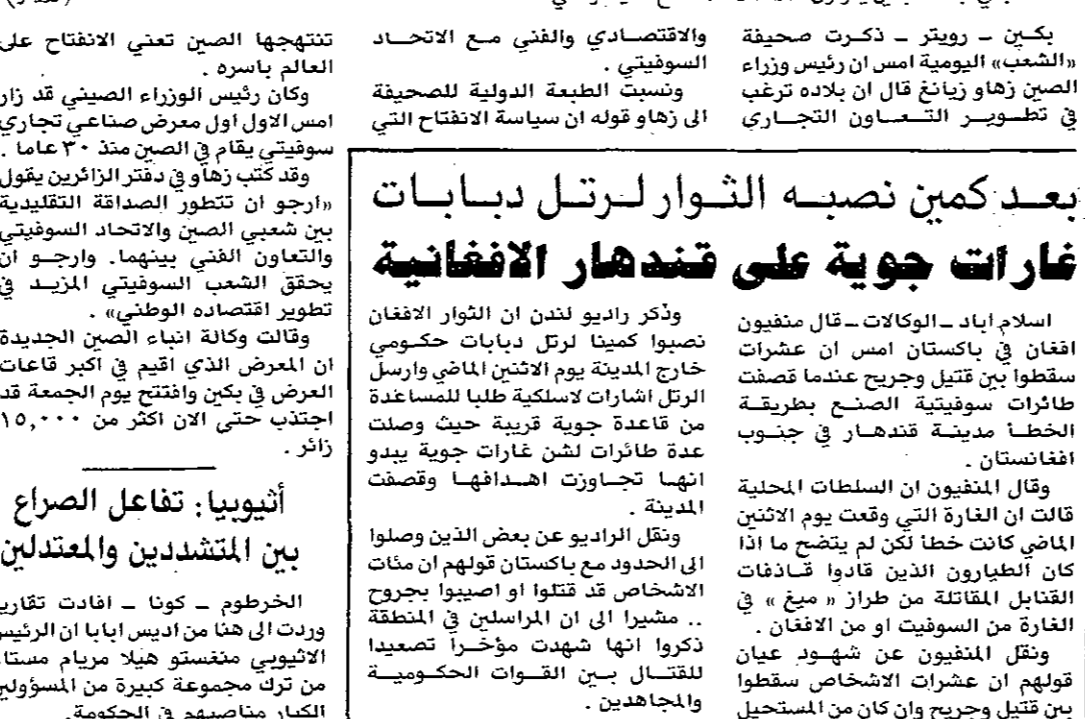 بكين ـ رويتر ـ ذكرت صحيفة
«الشعب» اليومية امس ان رئيس وزراء
الصين زهاو زيانغ قال ان بلاده ترغب
في تطوير التعاون التجاري
والاقتصادي والفني مع الاتحاد
السوفيتي .
ونسبت الطبعة الدولية للصحيفة
الى زهاو قوله ان سياسة الانفتاح التي
تنتهجها الصين تعني الانفتاح على
العالم باسره .
وكان رئيس الوزراء الصيني قد زار
امس الاول اول معرض صناعي تجاري
سوفيتي يقام في الصين منذ ٣٠ عاما .
وقد كتب زهاو في دفتر الزائرين يقول
«ارجو ان تتطور الصداقة التقليدية
بين شعبي الصين والاتحاد السوفيتي
والتعاون الفني بينهما. وارجو ان
يحقق الشعب السوفيتي المزيد في
تطوير اقتصاده الوطني» .
وقالت وكالة انباء الصين الجديدة
ان المعرض الذي اقيم في اكبر قاعات
العرض في بكين وافتتح يوم الجمعة قد
اجتذب حتى الان اكثر من ١٥,٠٠٠
زائر .
بعد كمين نصبه الثوار لرتل دبابات
غارات جوية على قندهار الافغانية
اسلام اباد ـ الوكالات ـ قال منفيون
افغان في باكستان امس ان عشرات
سقطوا بين قتيل وجريح عندما قصفت
طائرات سوفيتية الصنع بطريقة
الخطأ مدينة قندهار في جنوب
افغانستان .
وقال المنفيون ان السلطات المحلية
قالت ان الغارة التي وقعت يوم الاثنين
الماضي كانت خطأ لكن لم يتضح ما اذا
كان الطيارون الذين قادوا قاذفات
القنابل المقاتلة من طراز « ميغ » في
الغارة من السوفيت او من الافغان .
ونقل المنفيون عن شهود عيان
قولهم ان عشرات الاشخاص سقطوا
بين قتيل وجريح وان كان من المستحيل
وذكر راديو لندن ان الثوار الافغان
نصبوا كمينا لرتل دبابات حكومي
خارج المدينة يوم الاثنين الماضي وارسل
الرتل اشارات لاسلكية طلبا للمساعدة
من قاعدة جوية قريبة حيث وصلت
عدة طائرات لشن غارات جوية يبدو
انها تجاوزت اهدافها وقصفت
المدينة .
ونقل الراديو عن بعض الذين وصلوا
الى الحدود مع باكستان قولهم ان مئات
الاشخاص قد قتلوا او اصيبوا بجروح
.. مشيرا الى ان المراسلين في المنطقة
ذكروا انها شهدت مؤخرا تصعيدا
للقتال بين القوات الحكومية
والمجاهدين .
أثيوبيا: تفاعل الصراع
بين المتشددين والمعتدلين
الخرطوم ـ كونا ـ افادت تقارير
وردت الى هنا من اديس ابابا ان الرئيس
الاثيوبي منغستو هيلا مريام مستاء
من ترك مجموعة كبيرة من المسؤولين
الكبار مناصبهم في الحكومة.